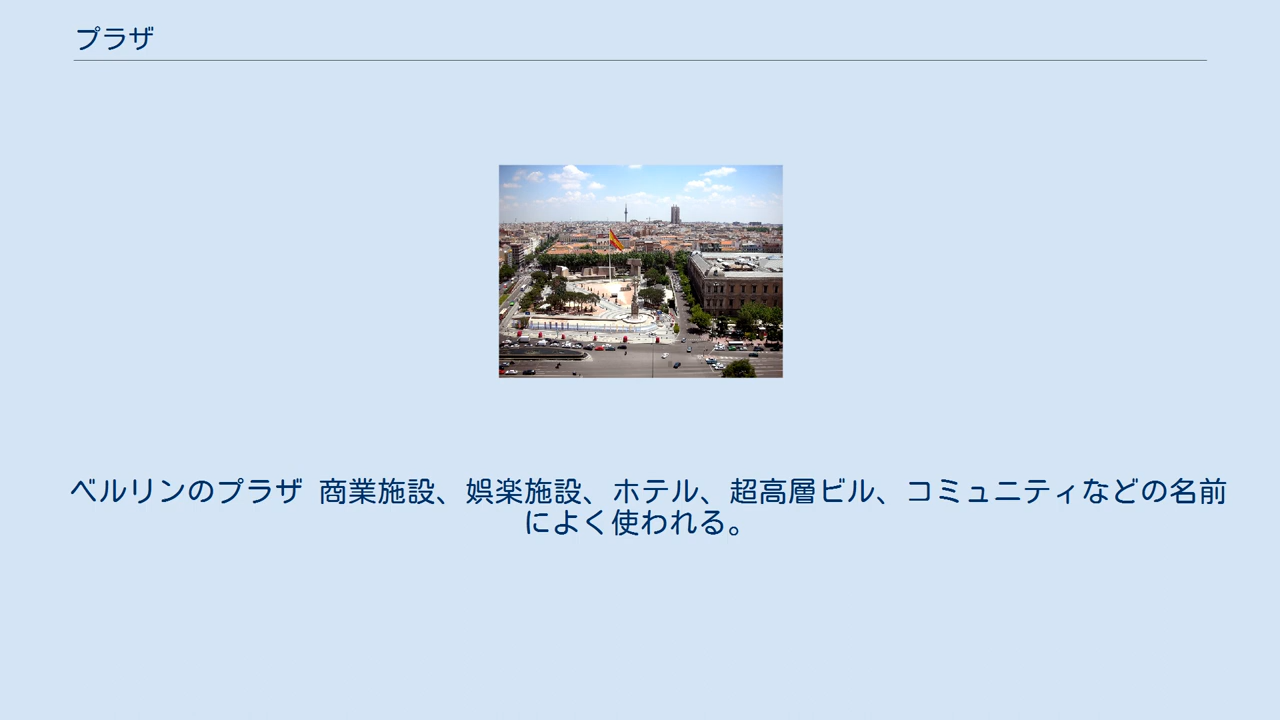 プラザ
ベルリンのプラザ 商業施設、娯楽施設、ホテル、超高層ビル、コミュニティなどの名前
によく使われる。